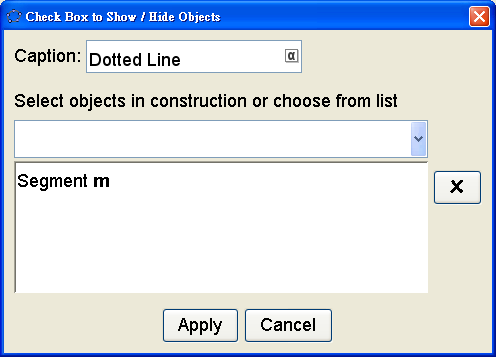 Check Box to Show / Hide Objects
Caption: Dotted Line α
Select objects in construction or choose from list
Segment m
X
Apply Cancel